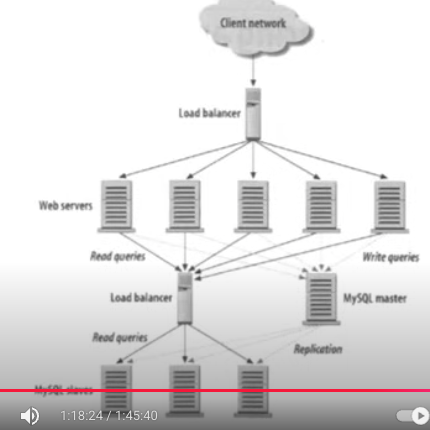 Client network
Load balancer
Web servers
Read queries
Write queries
Load balancer
MySQL master
Read queries
Replication
MySQL slaves
1:18:24 / 1:45:40